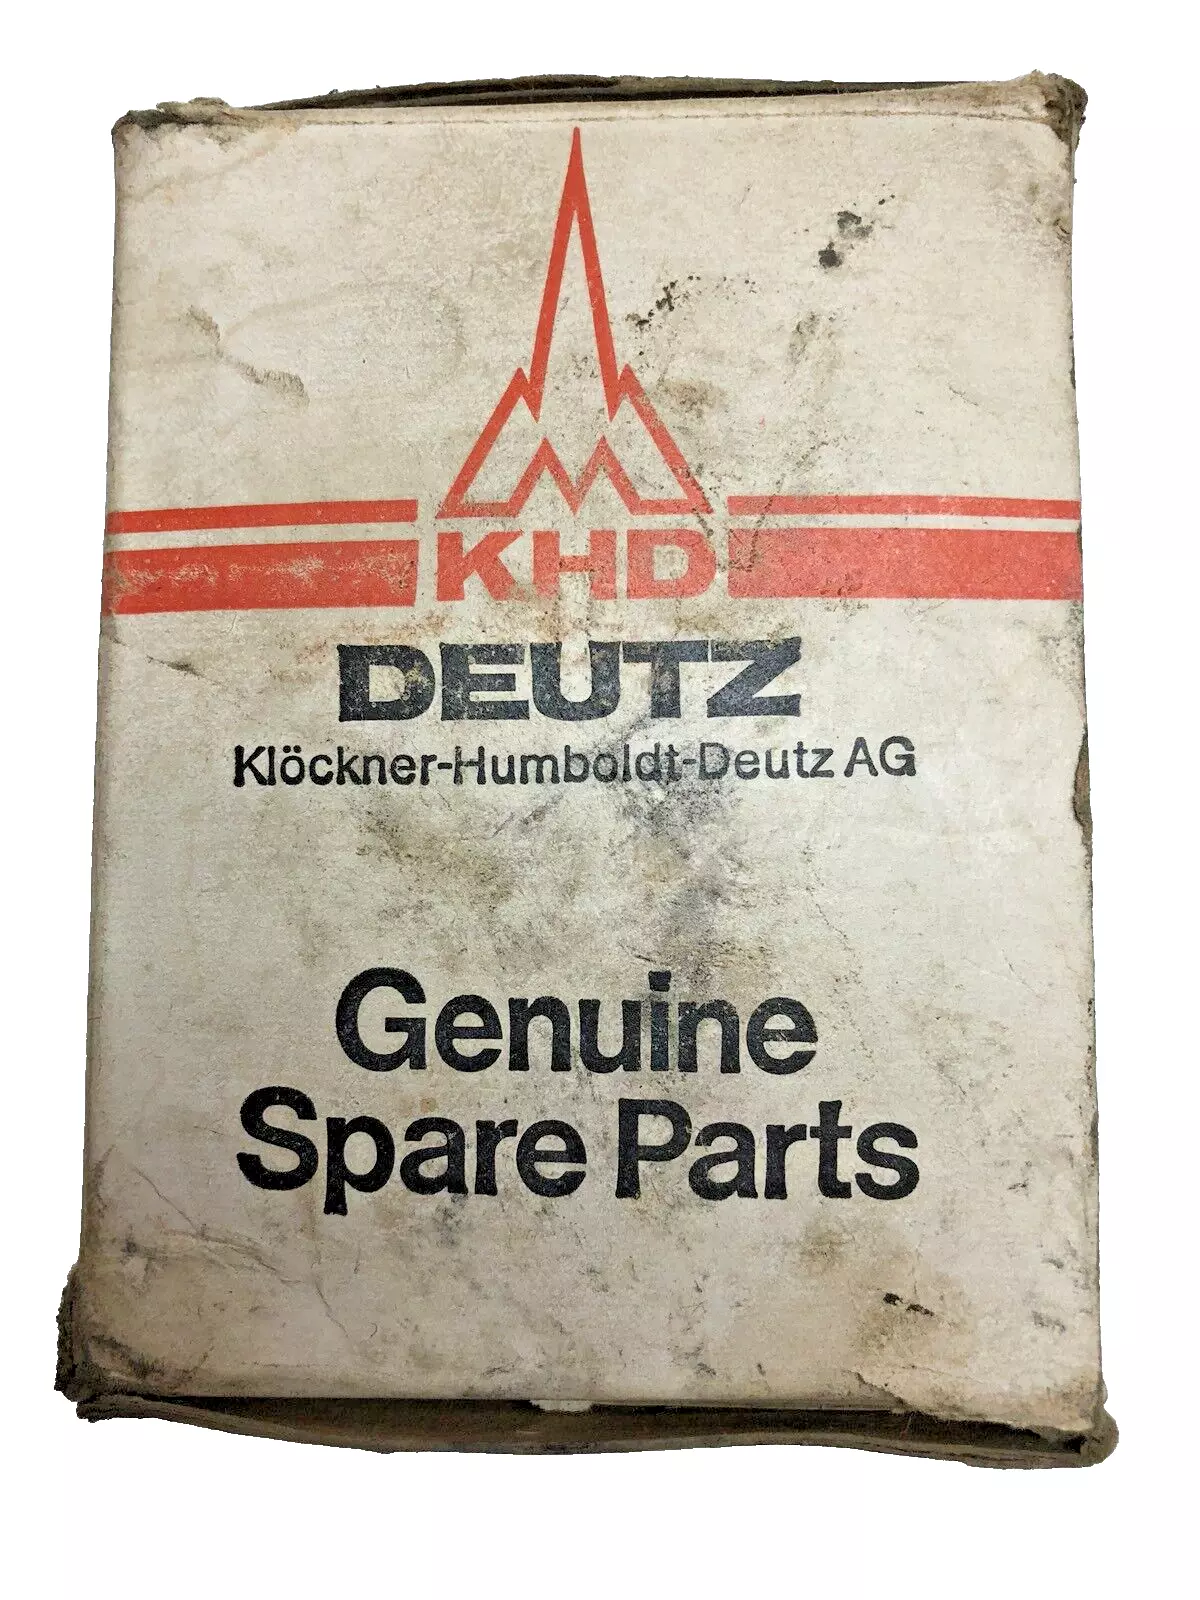 KHD
DEUTZ
Klöckner-Humboldt-Deutz AG
Genuine
Spare Parts